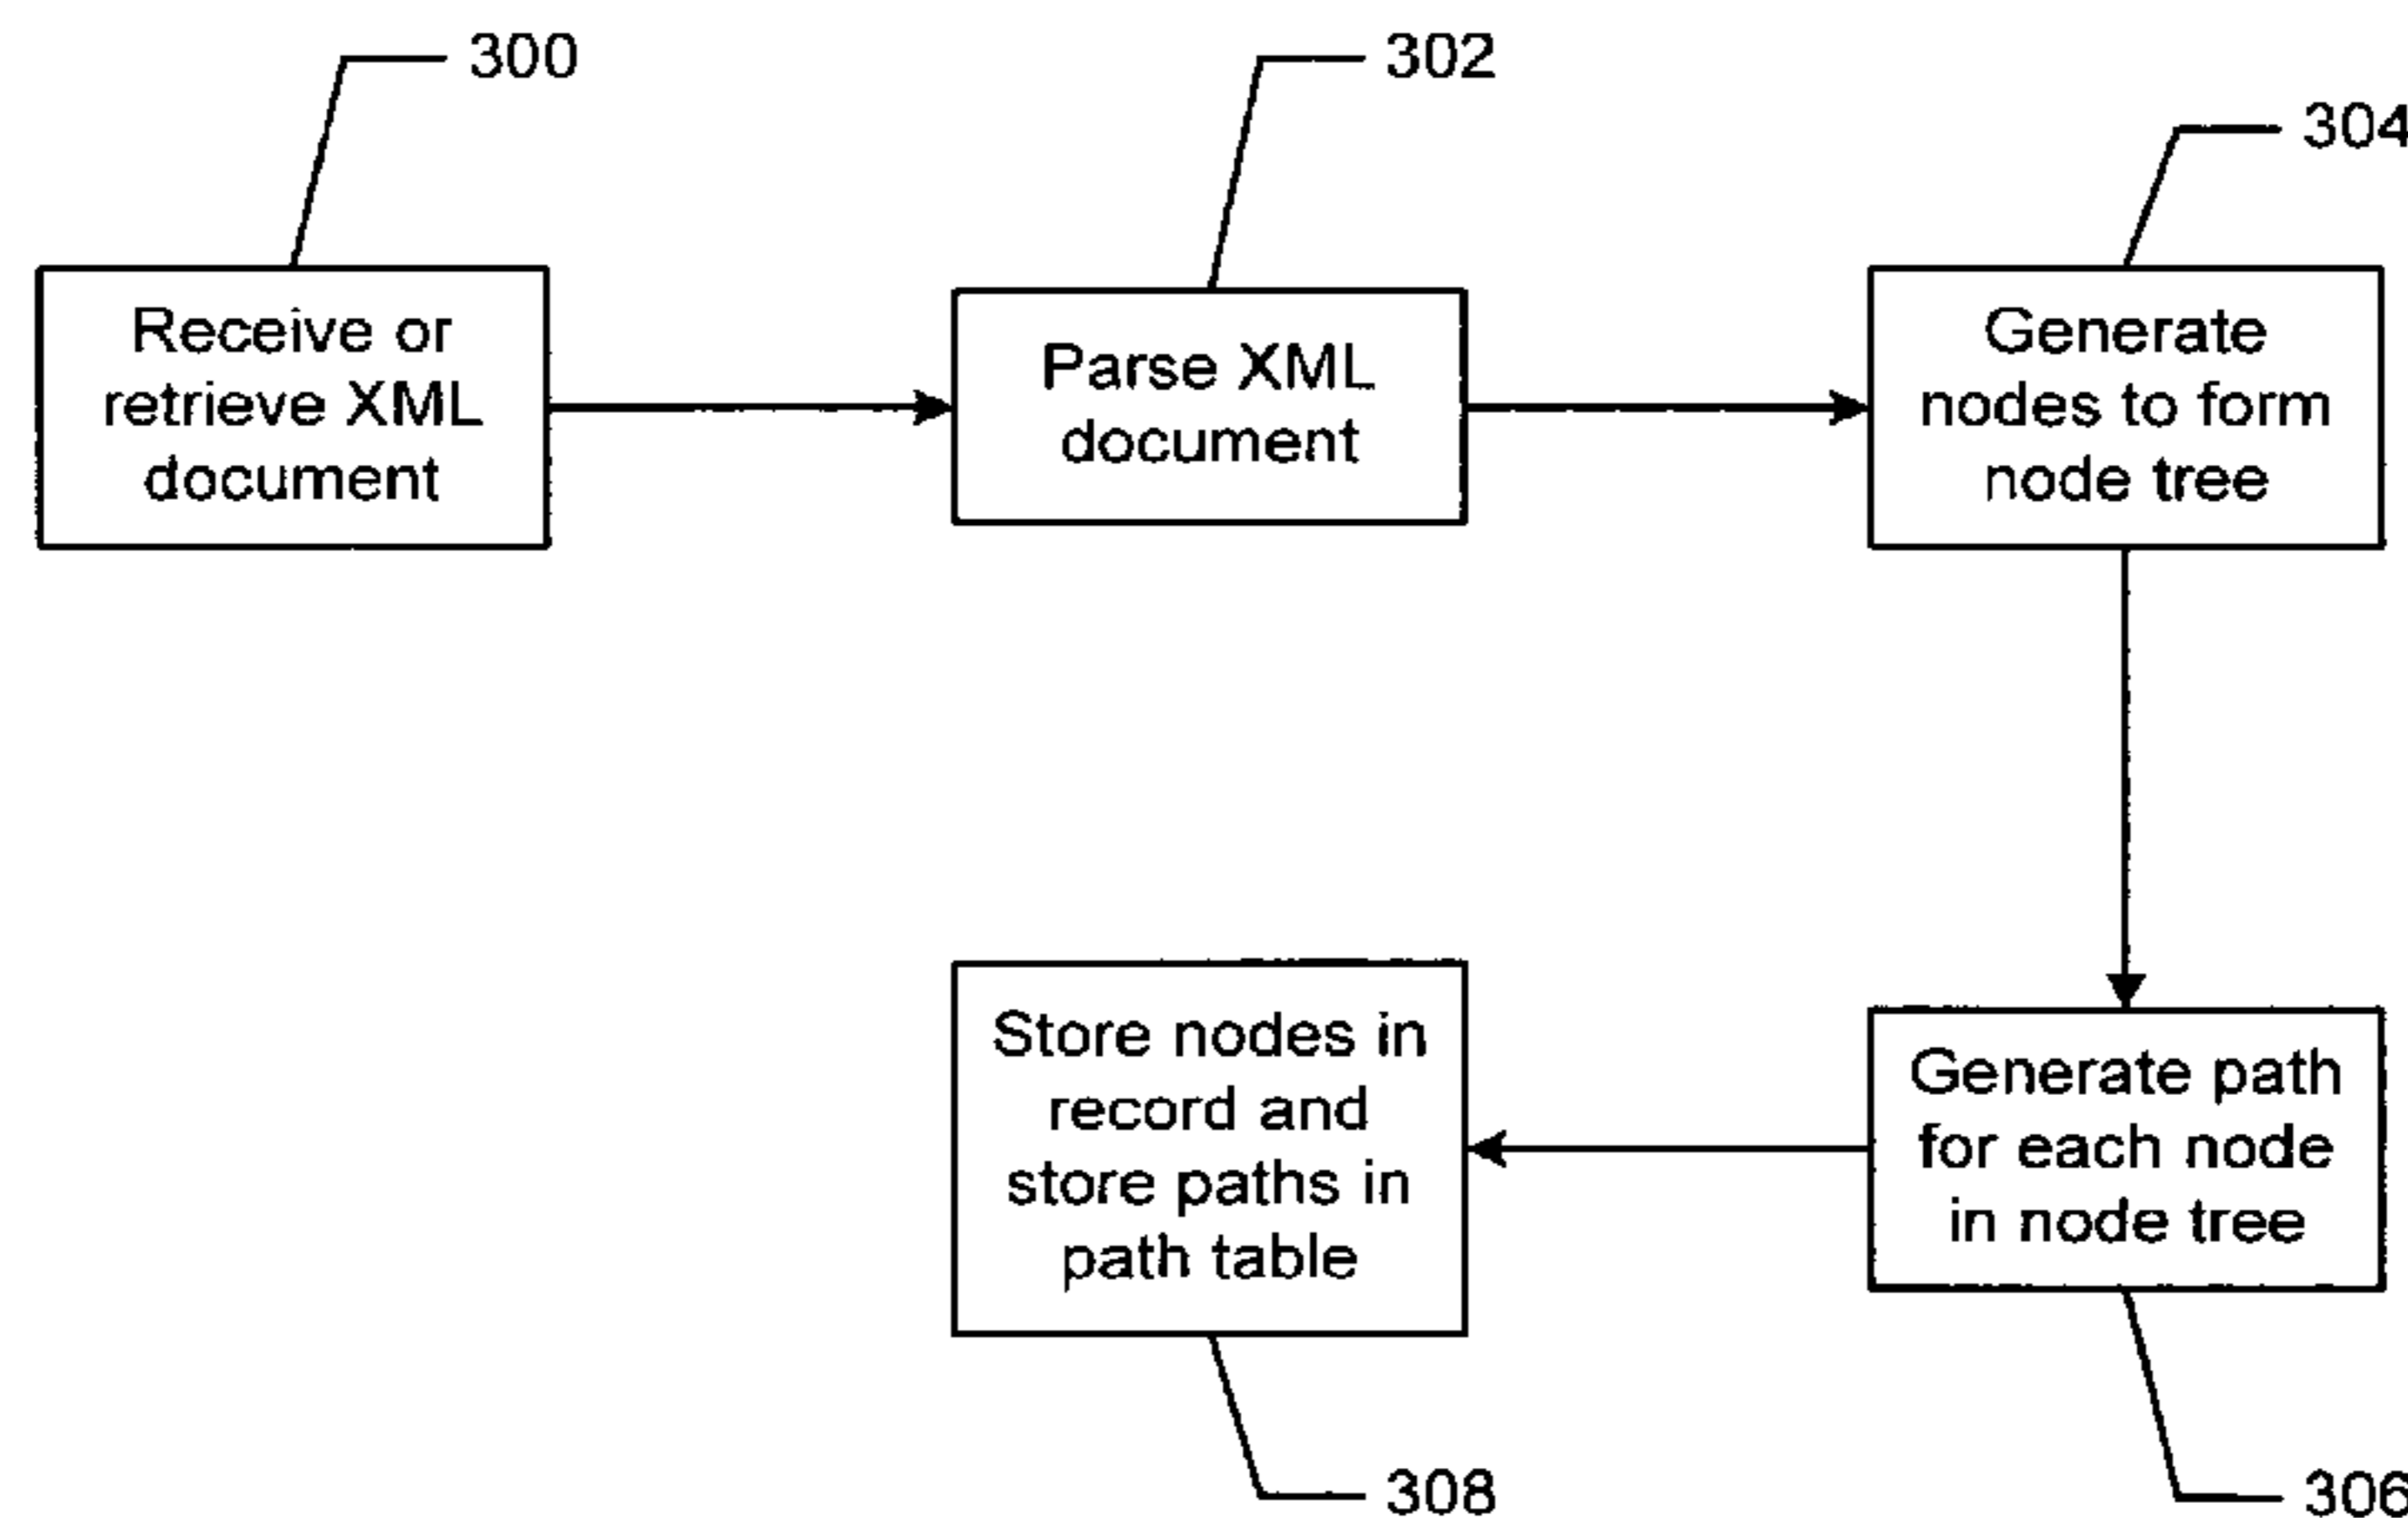 300
302
304
Receive or
retrieve XML
document
Parse XML
document
Generate
nodes to form
node tree
Store nodes in
record and
store paths in
path table
Generate path
for each node
in node tree
308
306